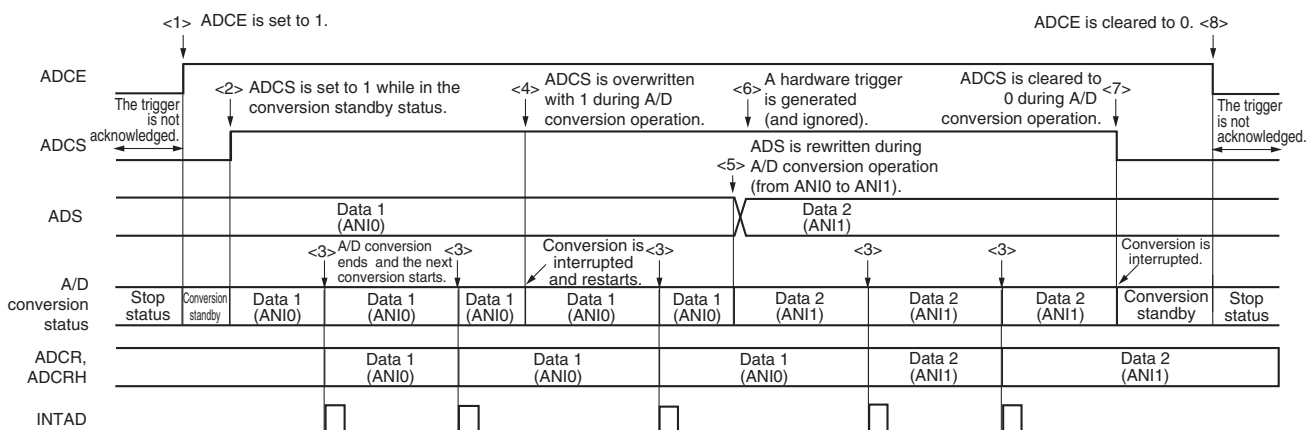 <1> ADCE is set to 1.
ADCE is cleared to 0. <8>
ADCE
The trigger
is not
acknowledged.
<2> ADCS is set to 1 while in the
conversion standby status.
<4> ADCS is overwritten
with 1 during A/D
conversion operation.
<6> A hardware trigger
is generated
(and ignored).
ADCS is cleared to <7>
0 during A/D
conversion operation.
The trigger
is not
acknowledged.
ADCS
<5> ADS is rewritten during
A/D conversion operation
(from ANI0 to ANI1).
ADS
Data 1
(ANI0)
Data 2
(ANI1)
<3> A/D conversion
ends and the next
conversion starts.
<3>
Conversion is
interrupted
and restarts.
<3>
<3>
<3>
Conversion is
interrupted.
A/D
conversion
status
Stop
status
Conversion
standby
Data 1
(ANI0)
Data 1
(ANI0)
Data 1
(ANI0)
Data 1
(ANI0)
Data 1
(ANI0)
Data 2
(ANI1)
Data 2
(ANI1)
Data 2
(ANI1)
Conversion
standby
Stop
status
ADCR,
ADCRH
Data 1
(ANI0)
Data 1
(ANI0)
Data 1
(ANI0)
Data 2
(ANI1)
Data 2
(ANI1)
INTAD